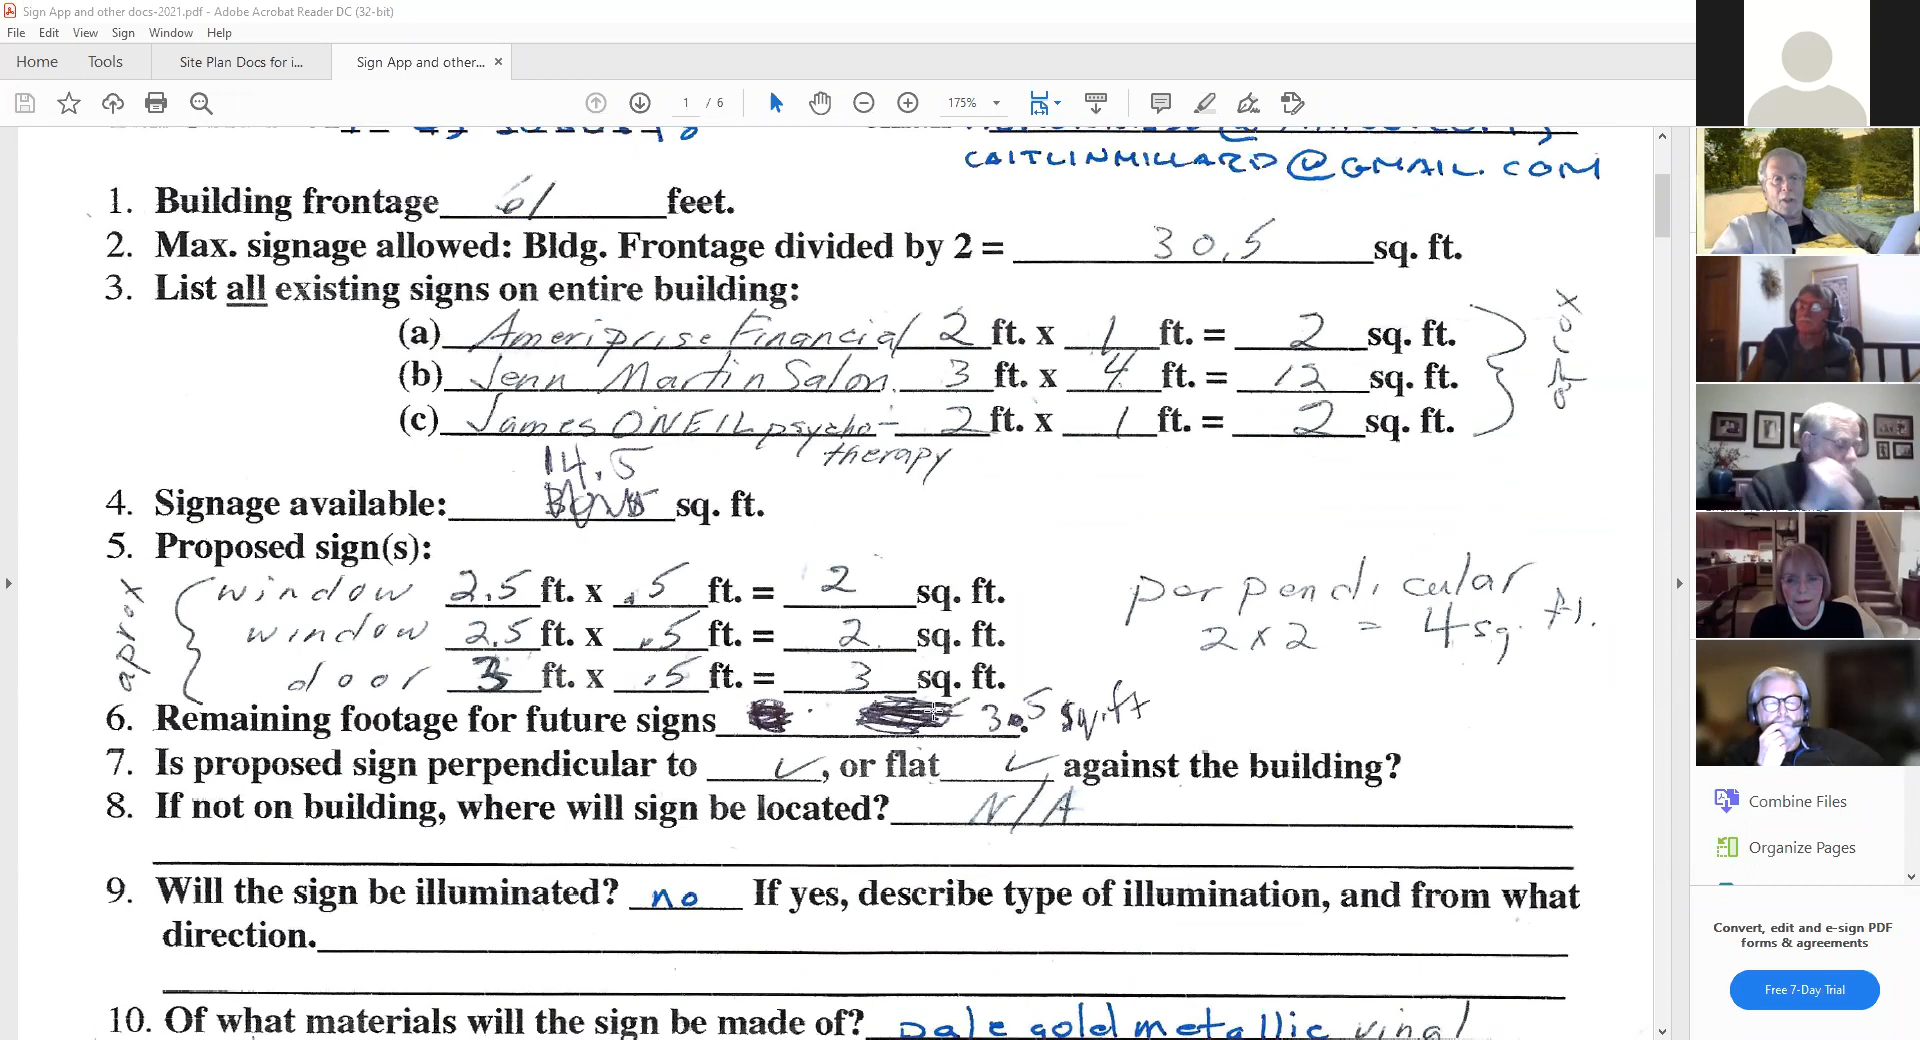 Sign App and other docs-2021.pdf - Adobe Acrobat Reader DC (32-bit)
File Edit View Sign Window Help
Home Tools Site Plan Docs for i... Sign App and other... ×
1 / 6 175%
CAITLINMILLARD@GMAIL.COM
1. Building frontage 61 feet.
2. Max. signage allowed: Bldg. Frontage divided by 2 = 30.5 sq. ft.
3. List all existing signs on entire building:
(a) Ameriprise Financial 2 ft. x 1 ft. = 2 sq. ft.
(b) Jenn Martin Salon 3 ft. x 4 ft. = 12 sq. ft.
(c) James ONEIL psycho- 2 ft. x 1 ft. = 2 sq. ft.
therapy
aprox
14.5
4. Signage available: sq. ft.
5. Proposed sign(s):
aprox
window 2.5 ft. x .5 ft. = 2 sq. ft.
window 2.5 ft. x .5 ft. = 2 sq. ft.
door 3 ft. x .5 ft. = 3 sq. ft.
perpendicular
2 x 2 = 4 sq. ft.
6. Remaining footage for future signs 3.5 sq.ft
7. Is proposed sign perpendicular to ✓, or flat ✓, against the building?
8. If not on building, where will sign be located? N/A
9. Will the sign be illuminated? no If yes, describe type of illumination, and from what
direction.
10. Of what materials will the sign be made of? pale gold metallic vinal
Combine Files
Organize Pages
Convert, edit and e-sign PDF
forms & agreements
Free 7-Day Trial